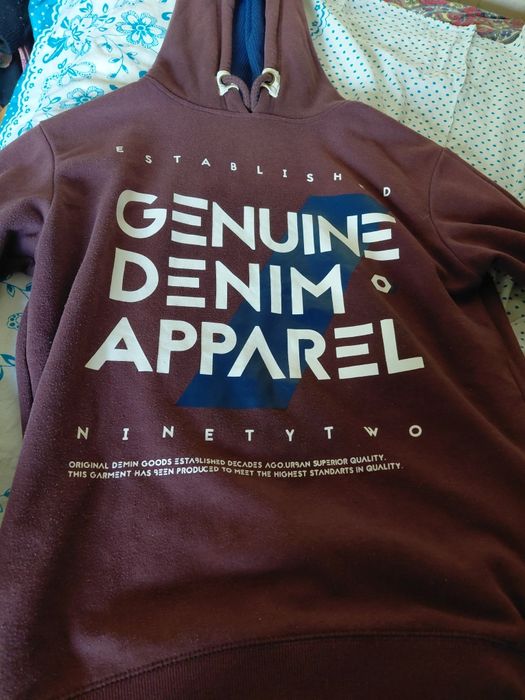 ESTABLISHED
GENUINE
DENIM
APPAREL
NINETYTWO
ORIGINAL DEMIN GOODS ESTABLISHED DECADES AGO.URBAN SUPERIOR QUALITY.
THIS GARMENT HAS BEEN PRODUCED TO MEET THE HIGHEST STANDARTS IN QUALITY.